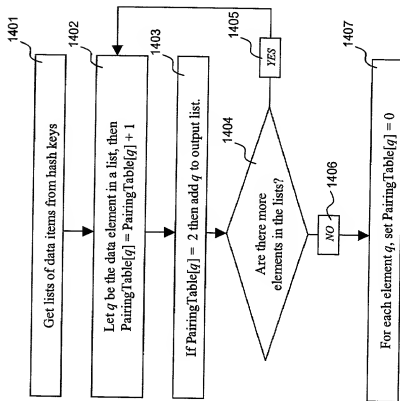 1401
Get lists of data items from hash keys
1402
Let q be the data element in a list, then
PairingTable[q] = PairingTable[q] + 1
1403
If PairingTable[q] = 2 then add q to output list.
1404
Are there more
elements in the lists?
1405
YES
NO
1406
1407
For each element q, set PairingTable[q] = 0